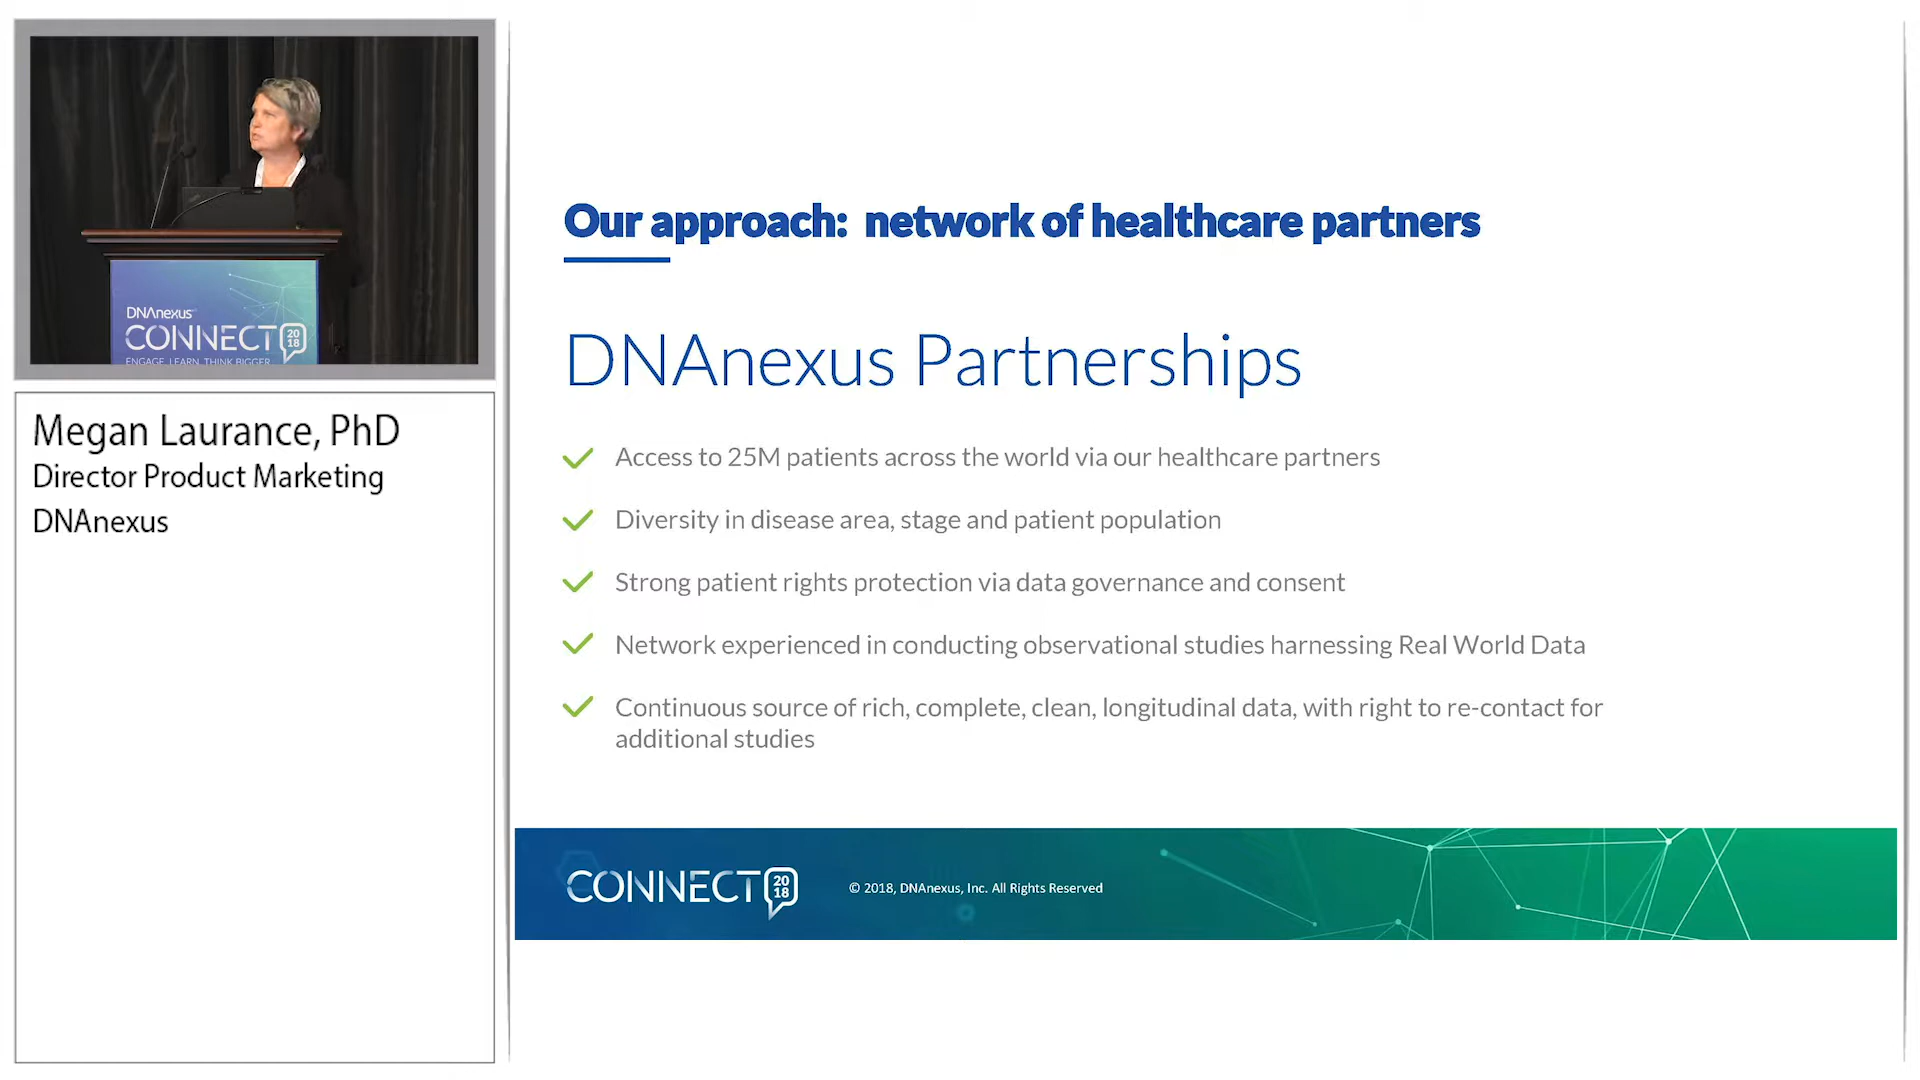 DNAnexus
CONNECT 20 18
ENGAGE. LEARN. THINK BIGGER.
Megan Laurance, PhD
Director Product Marketing
DNAnexus
Our approach: network of healthcare partners
DNAnexus Partnerships
Access to 25M patients across the world via our healthcare partners
Diversity in disease area, stage and patient population
Strong patient rights protection via data governance and consent
Network experienced in conducting observational studies harnessing Real World Data
Continuous source of rich, complete, clean, longitudinal data, with right to re-contact for
additional studies
CONNECT 20 18
© 2018, DNAnexus, Inc. All Rights Reserved